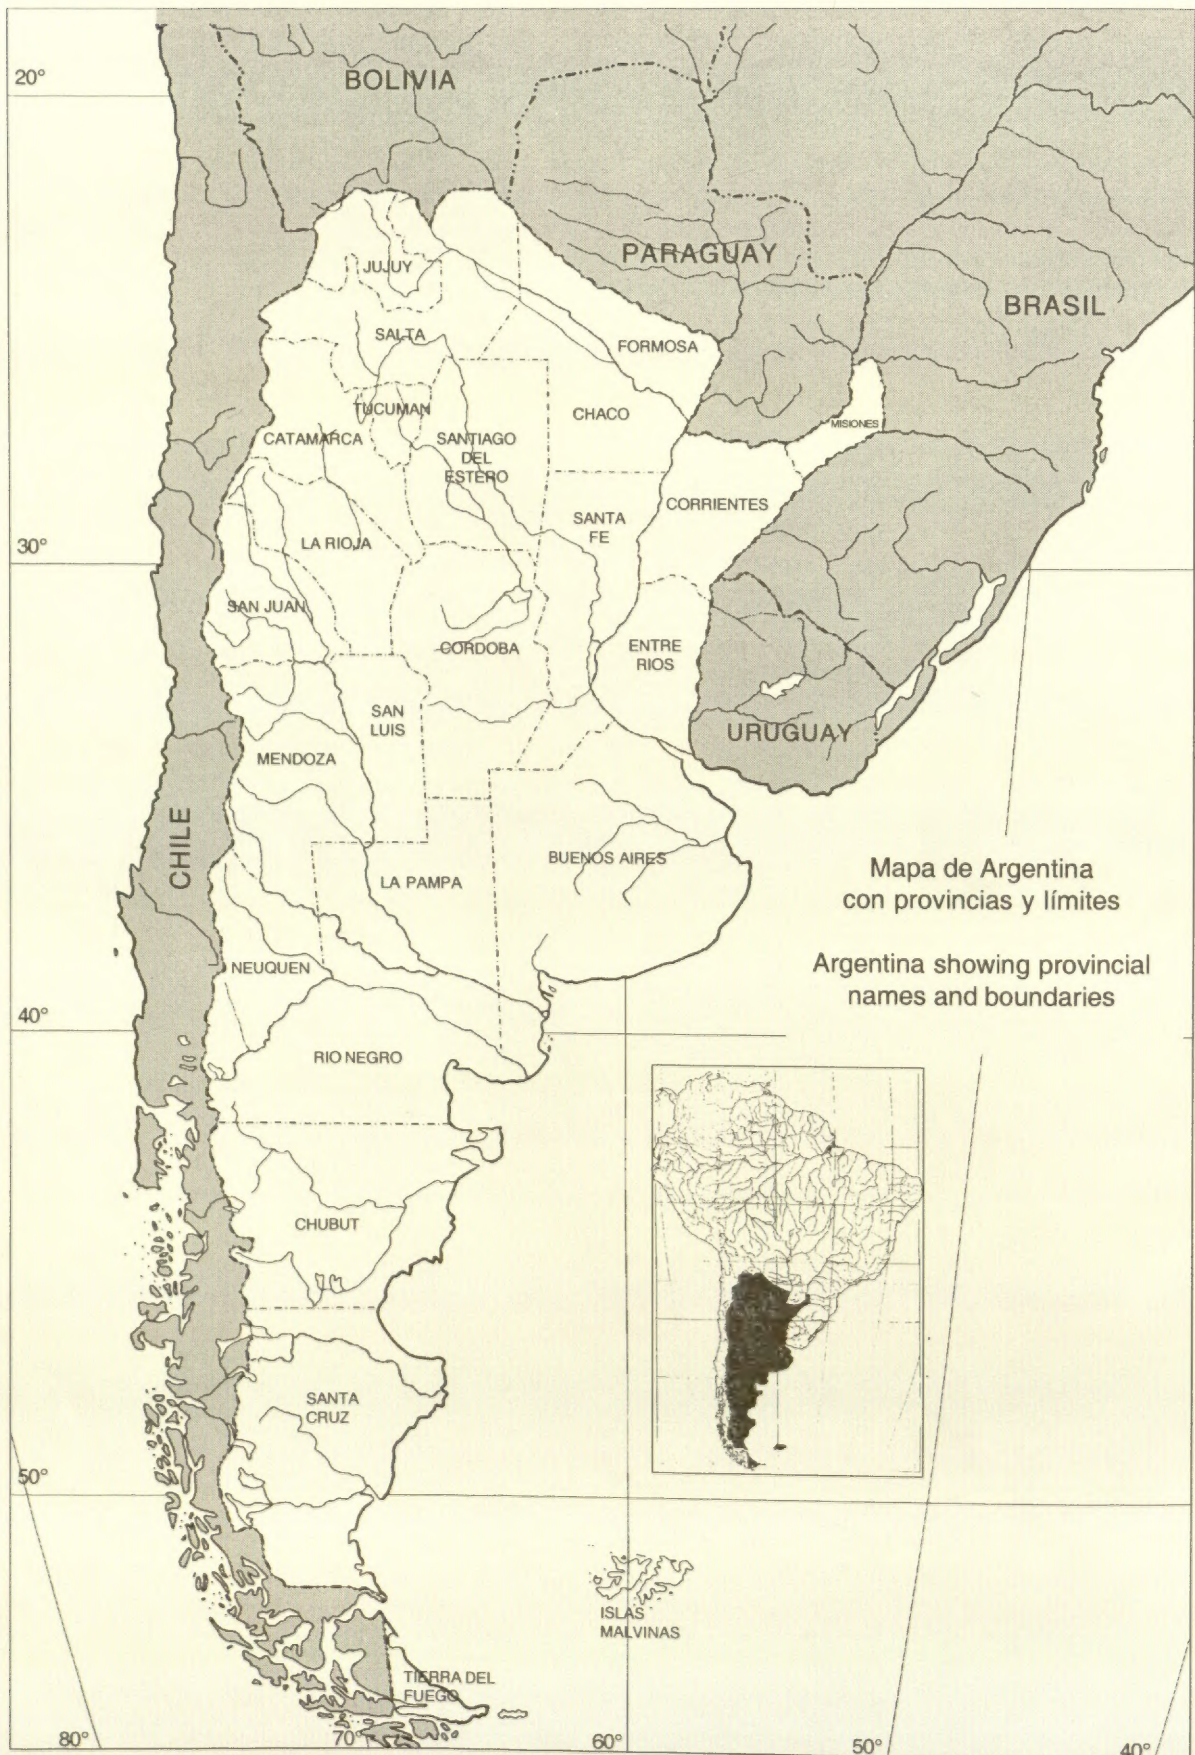 20°
BOLIVIA
PARAGUAY
BRASIL
JUJUY
SALTA
FORMOSA
TUCUMAN
CHACO
MISIONES
CATAMARCA
SANTIAGO
DEL
ESTERO
CORRIENTES
SANTA
FE
30°
LA RIOJA
SAN JUAN
CORDOBA
ENTRE
RIOS
SAN
LUIS
URUGUAY
MENDOZA
CHILE
BUENOS AIRES
LA PAMPA
Mapa de Argentina
con provincias y límites
Argentina showing provincial
names and boundaries
NEUQUEN
40°
RIO NEGRO
CHUBUT
SANTA
CRUZ
50°
ISLAS
MALVINAS
TIERRA DEL
FUEGO
80°
70°
60°
50°
40°